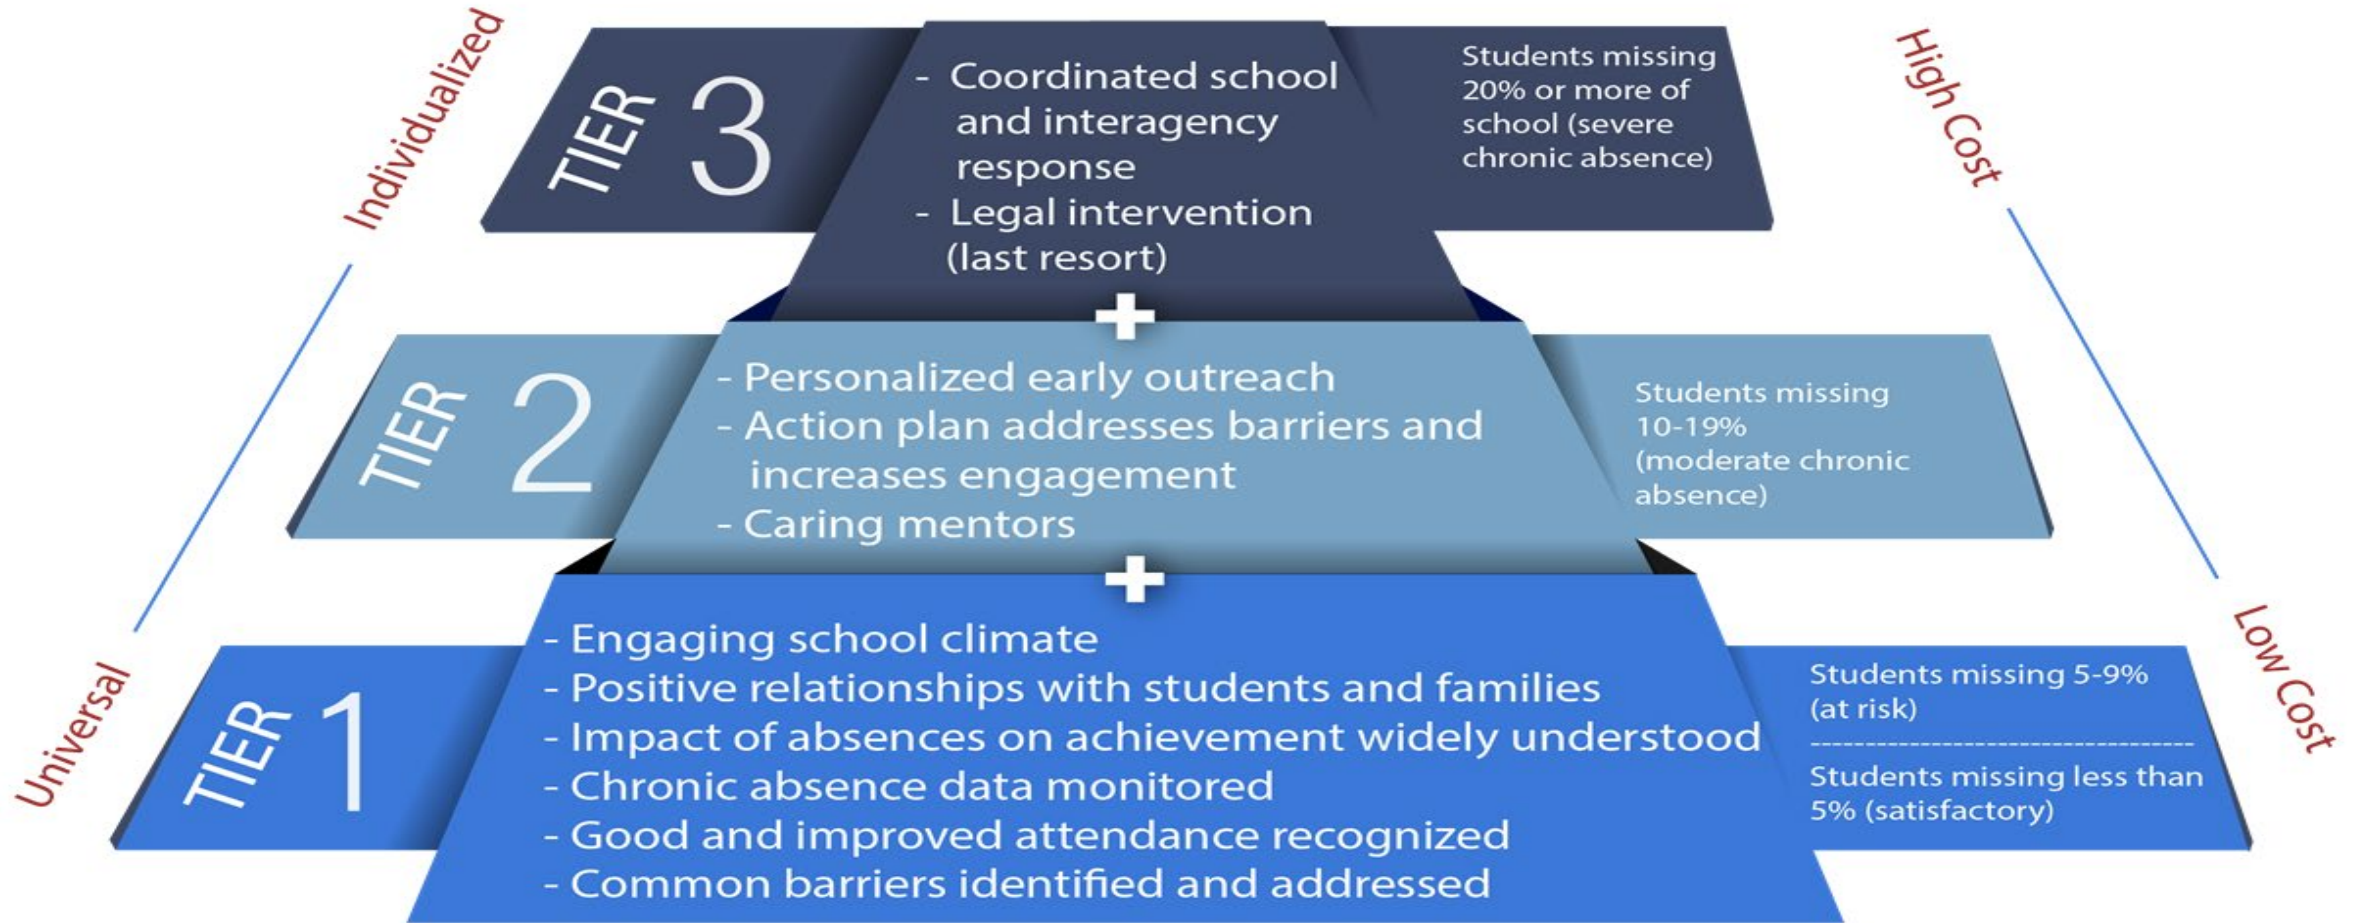 Individualized
High Cost
TIER 3
- Coordinated school
and interagency
response
- Legal intervention
(last resort)
Students missing
20% or more of
school (severe
chronic absence)
+
TIER 2
- Personalized early outreach
- Action plan addresses barriers and
increases engagement
- Caring mentors
Students missing
10-19%
(moderate chronic
absence)
+
Universal
Low Cost
TIER 1
- Engaging school climate
- Positive relationships with students and families
- Impact of absences on achievement widely understood
- Chronic absence data monitored
- Good and improved attendance recognized
- Common barriers identified and addressed
Students missing 5-9%
(at risk)
-----------------------------------
Students missing less than
5% (satisfactory)